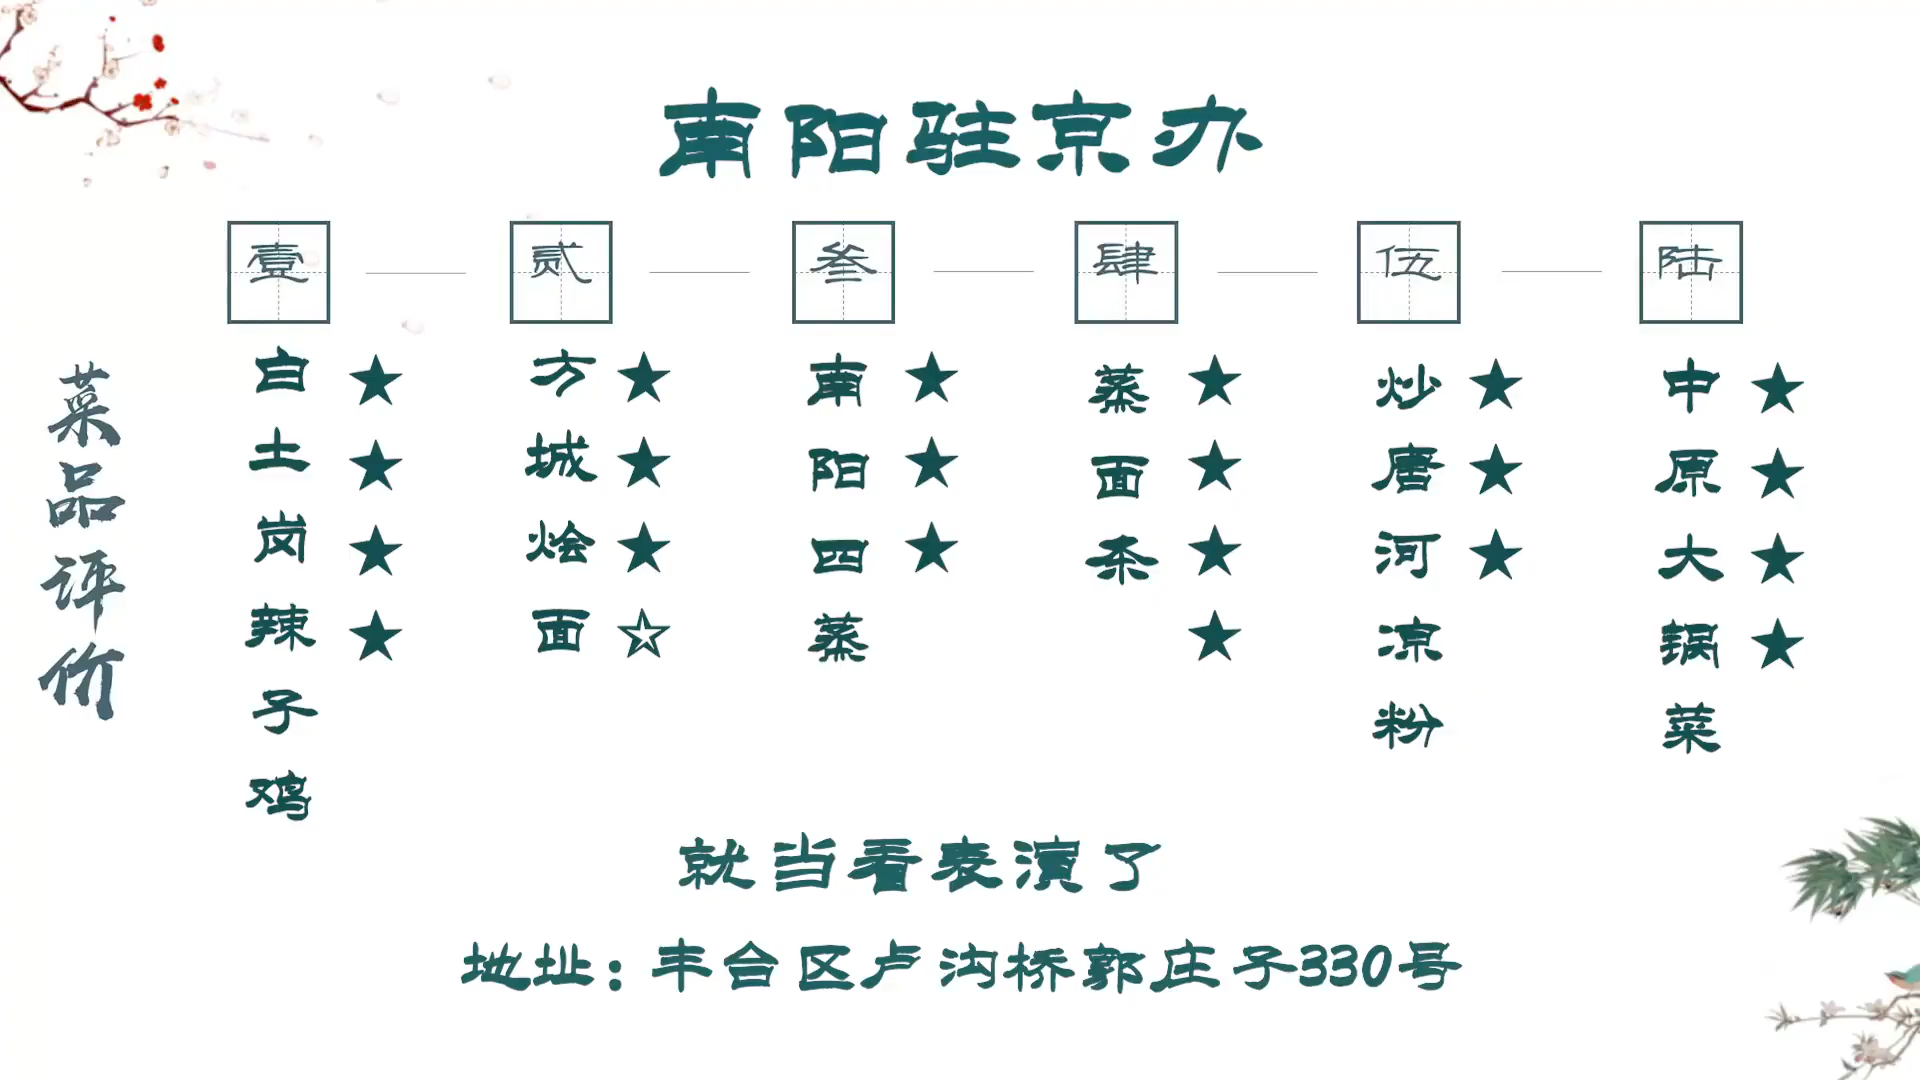 南阳驻京办
壹 贰 叁 肆 伍 陆
菜品评价
白土岗辣子鸡 ★★★★
方城烩面 ★★★☆
南阳四蒸 ★★★
蒸面条 ★★★★
炒唐河凉粉 ★★★
中原大锅菜 ★★★★
就当看表演了
地址：丰台区卢沟桥郭庄子330号